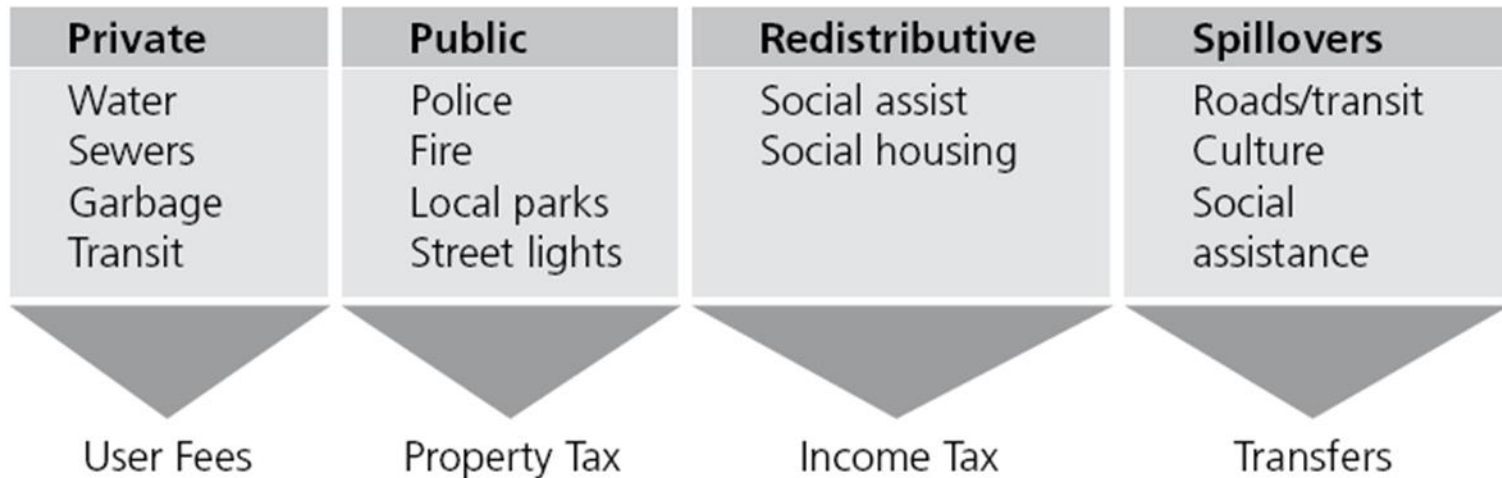 Private
Water
Sewers
Garbage
Transit
User Fees
Public
Police
Fire
Local parks
Street lights
Property Tax
Redistributive
Social assist
Social housing
Income Tax
Spillovers
Roads/transit
Culture
Social
assistance
Transfers